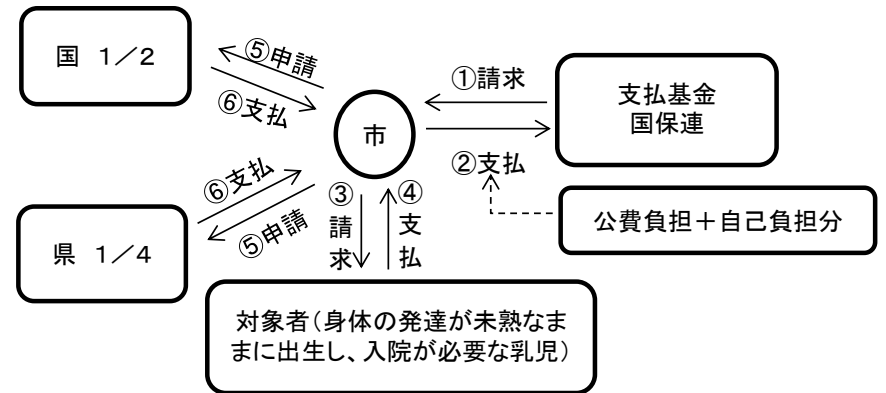 国 1/2
⑤申請
⑥支払
①請求
支払基金
国保連
市
②支払
⑥支払
⑤申請
③請求
④支払
公費負担+自己負担分
県 1/4
対象者(身体の発達が未熟なま
まに出生し、入院が必要な乳児)